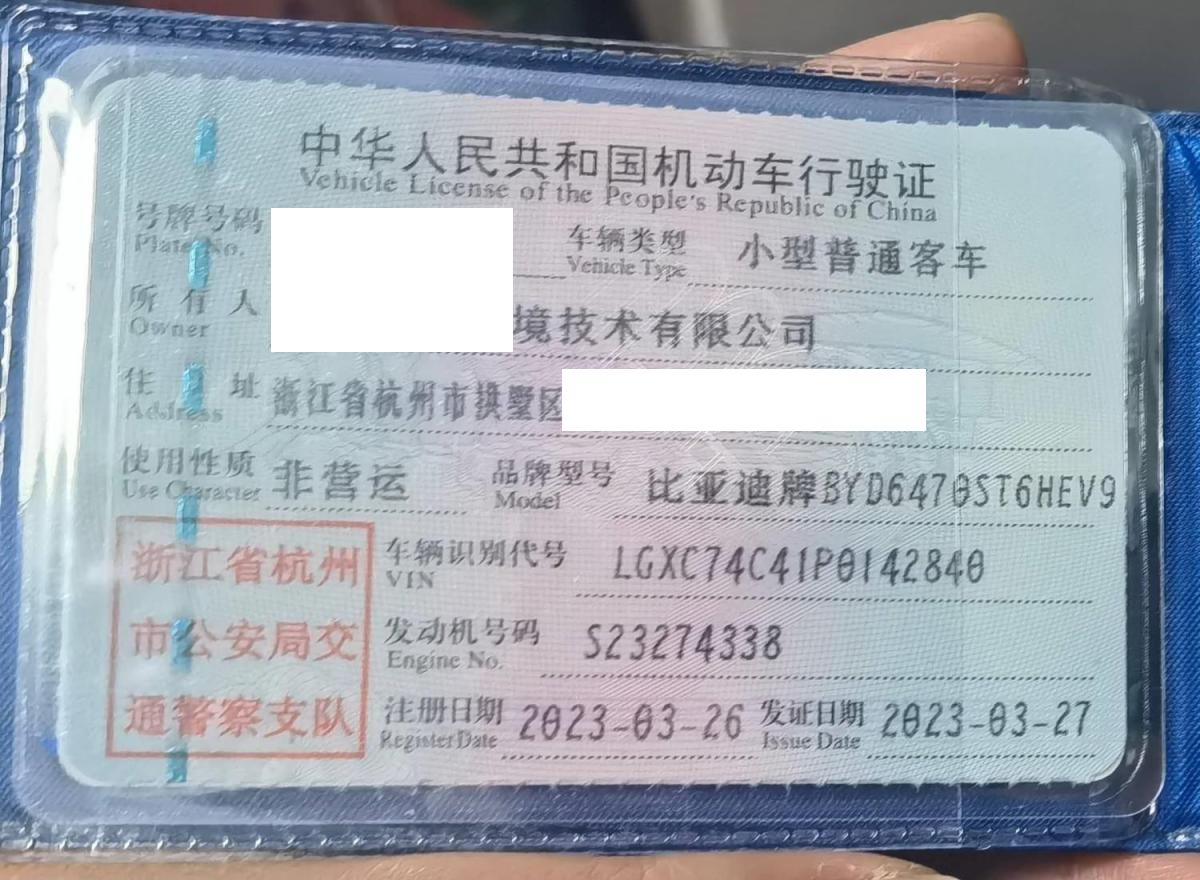 中华人民共和国机动车行驶证
Vehicle License of the People's Republic of China
号牌号码 车辆类型 小型普通客车
Plate No. Vehicle Type
所有人 境技术有限公司
Owner
住址 浙江省杭州市拱墅区
Address
使用性质 非营运 品牌型号 比亚迪牌BYD6470ST6HEV9
Use Character Model
浙江省杭州
市公安局交
通警察支队
车辆识别代号 LGXC74C41P0142840
VIN
发动机号码 S23274338
Engine No.
注册日期 2023-03-26 发证日期 2023-03-27
Register Date Issue Date